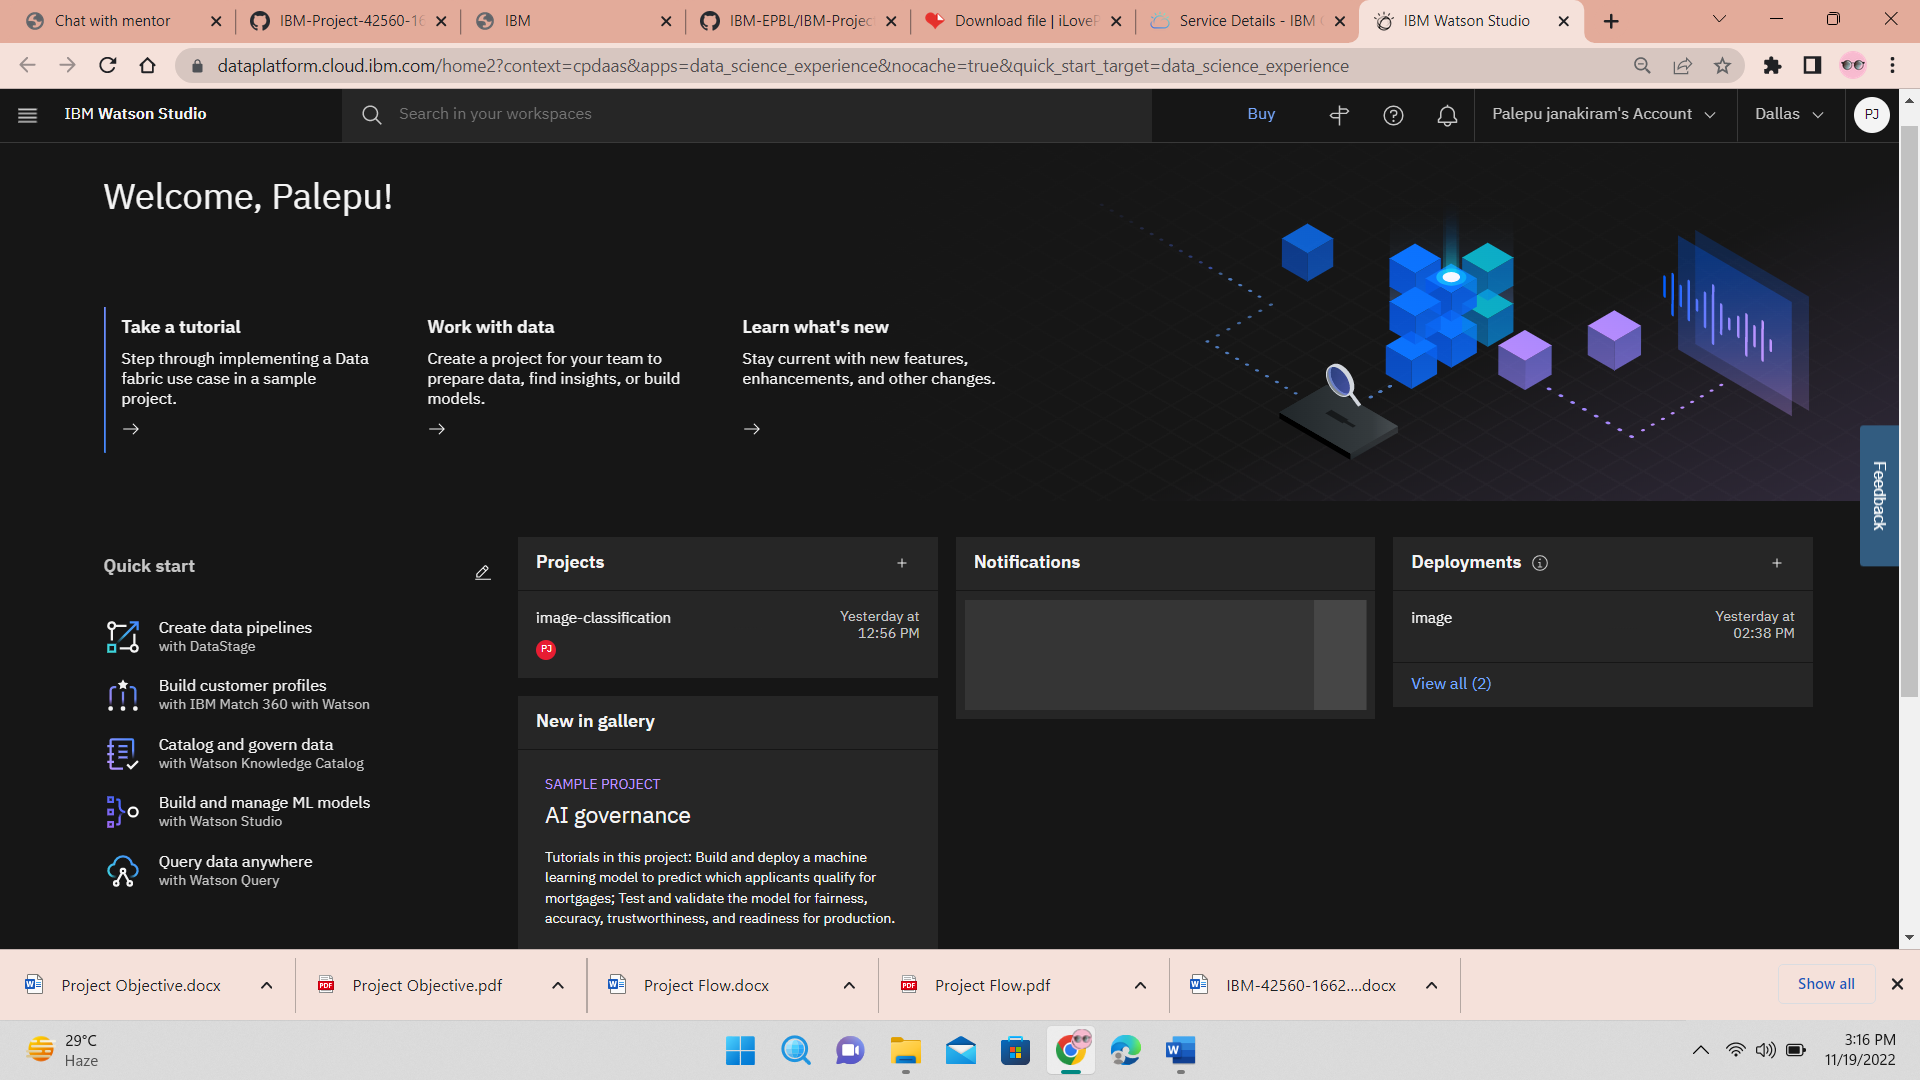 Chat with mentor
IBM-Project-42560-16
IBM
IBM-EPBL/IBM-Project
Download file | iLoveP
Service Details - IBM C
IBM Watson Studio
dataplatform.cloud.ibm.com/home2?context=cpdaas&apps=data_science_experience&nocache=true&quick_start_target=data_science_experience
IBM Watson Studio
Search in your workspaces
Buy
Palepu janakiram's Account
Dallas
PJ
Welcome, Palepu!
Take a tutorial
Step through implementing a Data
fabric use case in a sample
project.
Work with data
Create a project for your team to
prepare data, find insights, or build
models.
Learn what's new
Stay current with new features,
enhancements, and other changes.
Feedback
Quick start
Create data pipelines
with DataStage
Build customer profiles
with IBM Match 360 with Watson
Catalog and govern data
with Watson Knowledge Catalog
Build and manage ML models
with Watson Studio
Query data anywhere
with Watson Query
Projects
image-classification
Yesterday at
12:56 PM
PJ
New in gallery
SAMPLE PROJECT
AI governance
Tutorials in this project: Build and deploy a machine
learning model to predict which applicants qualify for
mortgages; Test and validate the model for fairness,
accuracy, trustworthiness, and readiness for production.
Notifications
Deployments
image
Yesterday at
02:38 PM
View all (2)
Project Objective.docx
Project Objective.pdf
Project Flow.docx
Project Flow.pdf
IBM-42560-1662....docx
Show all
29°C
Haze
3:16 PM
11/19/2022